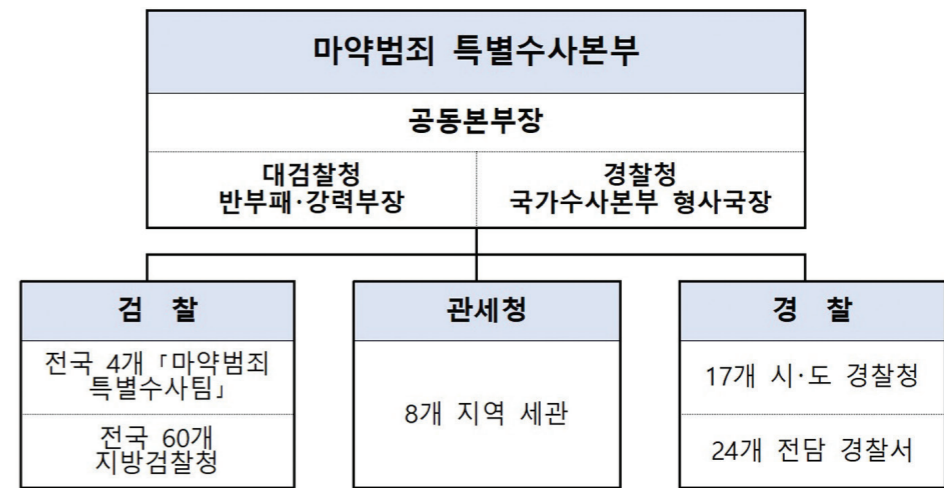 마약범죄 특별수사본부
공동본부장
대검찰청
반부패·강력부장
경찰청
국가수사본부 형사국장
검 찰
전국 4개 「마약범죄
특별수사팀」
전국 60개
지방검찰청
관세청
8개 지역 세관
경 찰
17개 시·도 경찰청
24개 전담 경찰서